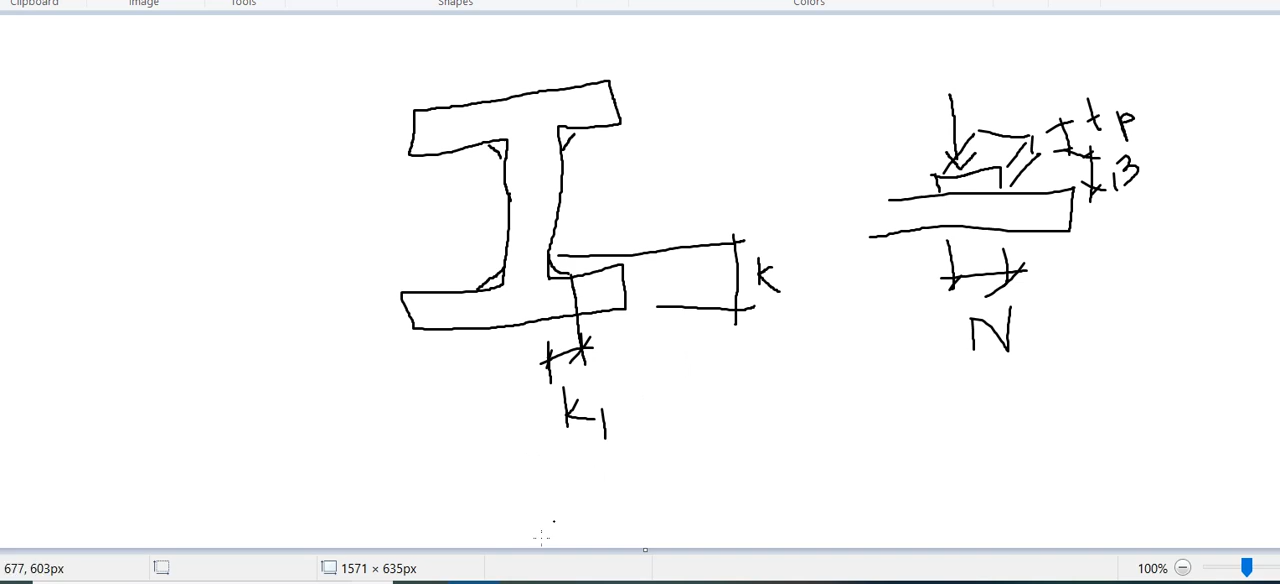 Clipboard
Image
Tools
Shapes
Colors
tp
B
k
N
k1
677, 603px
1571 × 635px
100%